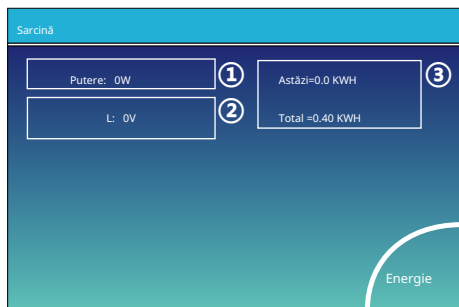 Sarcină
Putere: 0W
①
L: 0V
②
Astăzi=0.0 KWH
Total =0.40 KWH
③
Energie